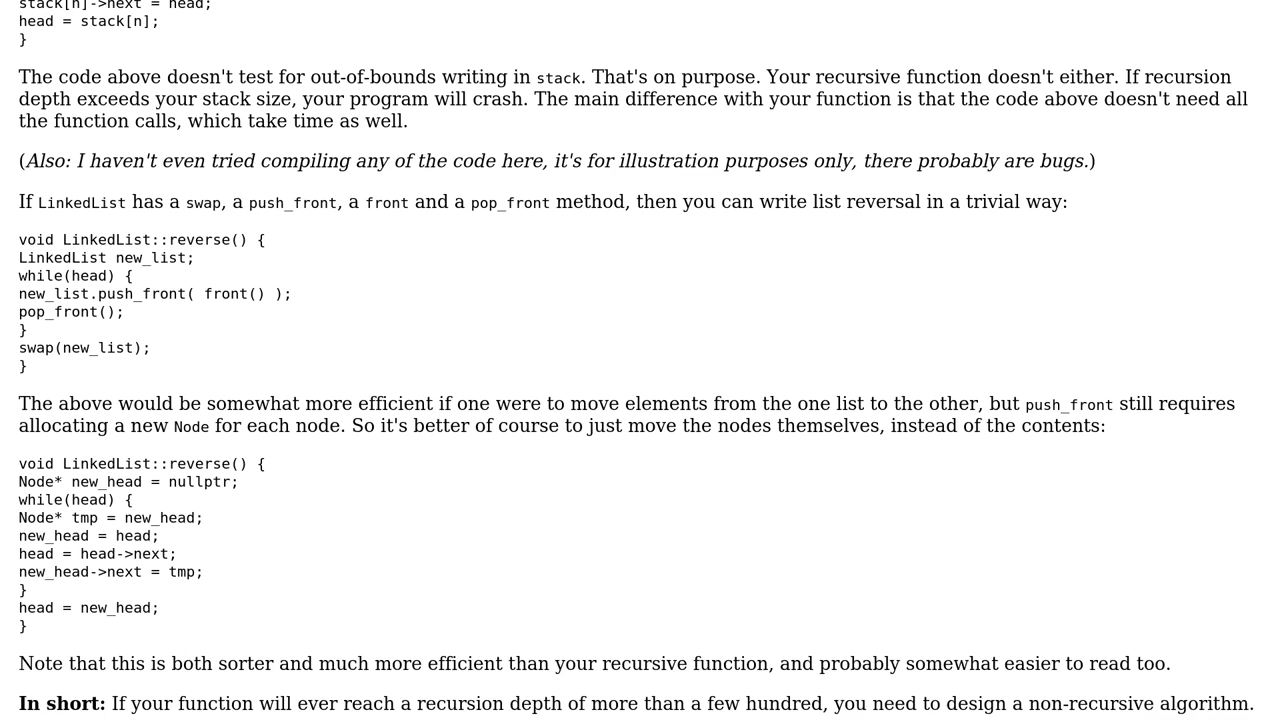 stack[n]->next = head;
head = stack[n];
}
The code above doesn't test for out-of-bounds writing in stack. That's on purpose. Your recursive function doesn't either. If recursion
depth exceeds your stack size, your program will crash. The main difference with your function is that the code above doesn't need all
the function calls, which take time as well.
(Also: I haven't even tried compiling any of the code here, it's for illustration purposes only, there probably are bugs.)
If LinkedList has a swap, a push_front, a front and a pop_front method, then you can write list reversal in a trivial way:
void LinkedList::reverse() {
LinkedList new_list;
while(head) {
new_list.push_front( front() );
pop_front();
}
swap(new_list);
}
The above would be somewhat more efficient if one were to move elements from the one list to the other, but push_front still requires
allocating a new Node for each node. So it's better of course to just move the nodes themselves, instead of the contents:
void LinkedList::reverse() {
Node* new_head = nullptr;
while(head) {
Node* tmp = new_head;
new_head = head;
head = head->next;
new_head->next = tmp;
}
head = new_head;
}
Note that this is both sorter and much more efficient than your recursive function, and probably somewhat easier to read too.
In short: If your function will ever reach a recursion depth of more than a few hundred, you need to design a non-recursive algorithm.